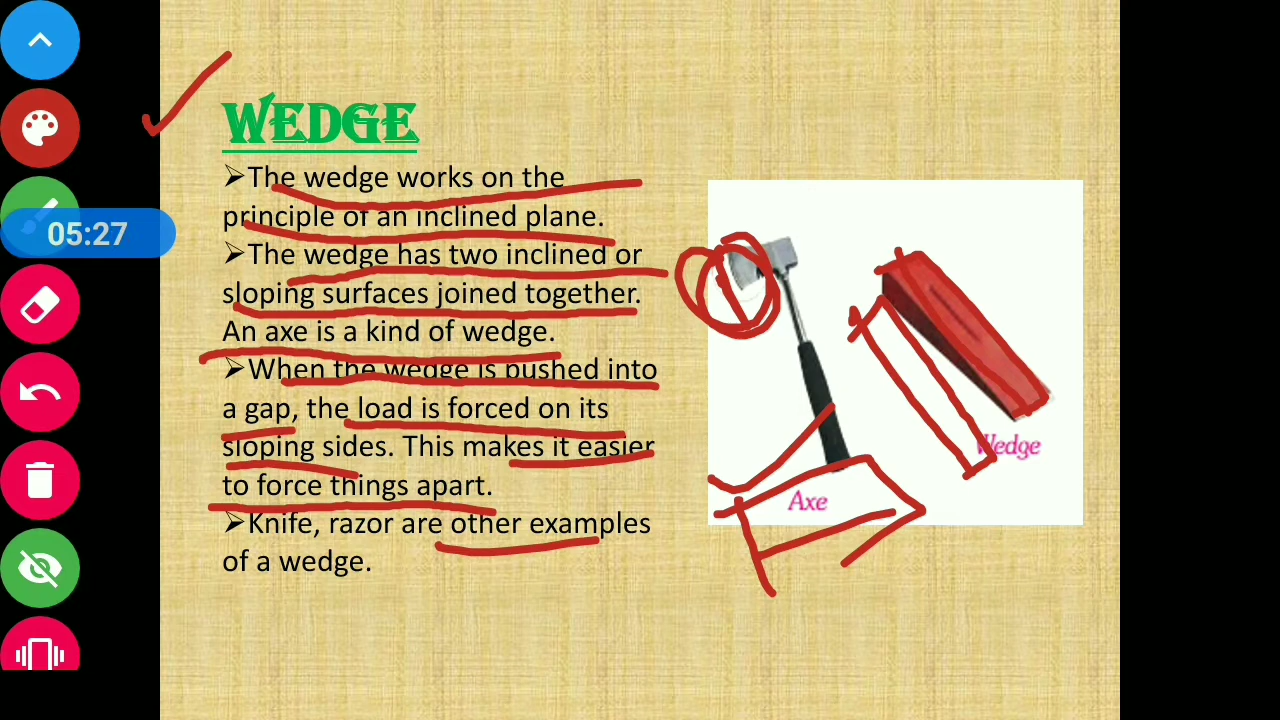 WEDGE
➢The wedge works on the
principle of an inclined plane.
05:27
➢The wedge has two inclined or
sloping surfaces joined together.
An axe is a kind of wedge.
➢When the wedge is pushed into
a gap, the load is forced on its
sloping sides. This makes it easier
to force things apart.
➢Knife, razor are other examples
of a wedge.
Wedge
Axe